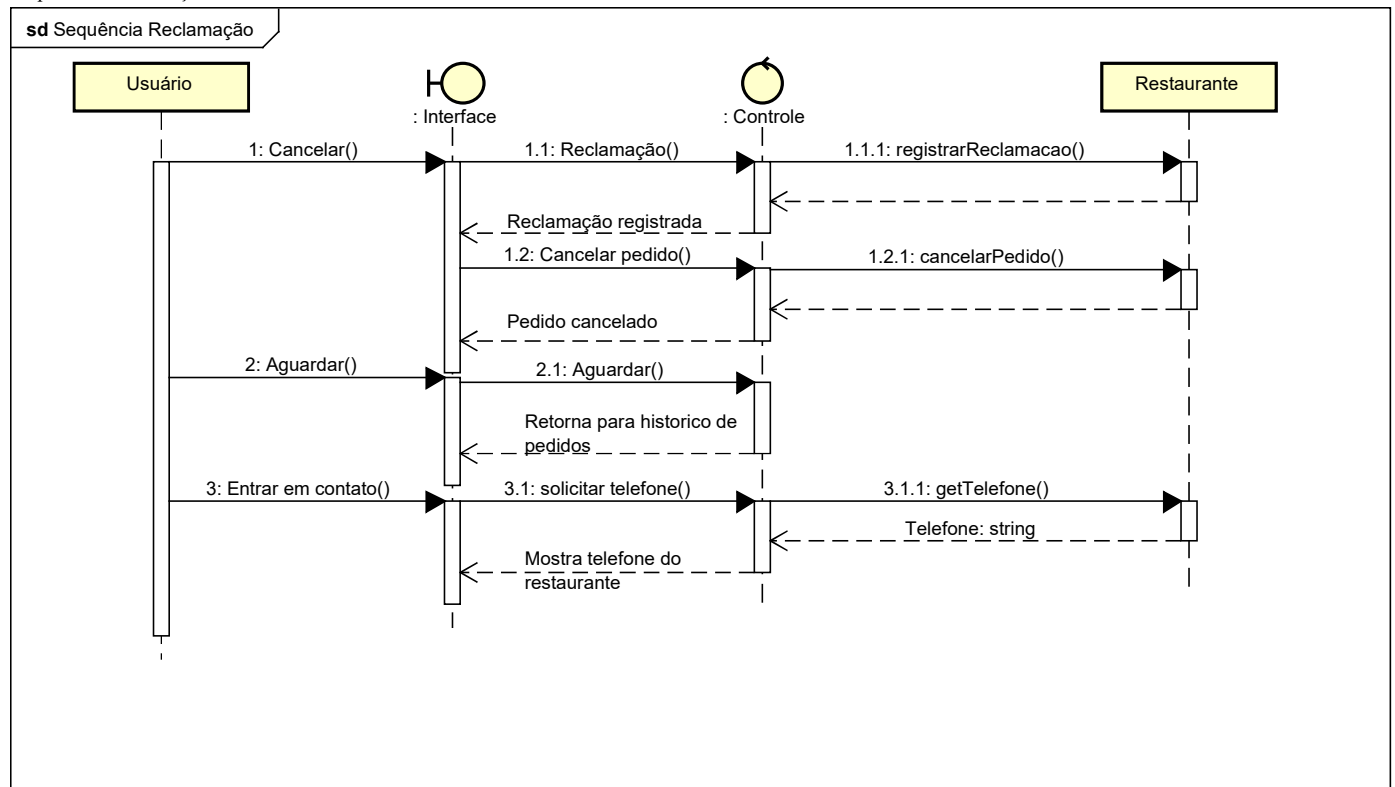 sd Sequência Reclamação
Usuário
: Interface
: Controle
Restaurante
1: Cancelar()
1.1: Reclamação()
1.1.1: registrarReclamacao()
Reclamação registrada
1.2: Cancelar pedido()
1.2.1: cancelarPedido()
Pedido cancelado
2: Aguardar()
2.1: Aguardar()
Retorna para historico de
pedidos
3: Entrar em contato()
3.1: solicitar telefone()
3.1.1: getTelefone()
Telefone: string
Mostra telefone do
restaurante